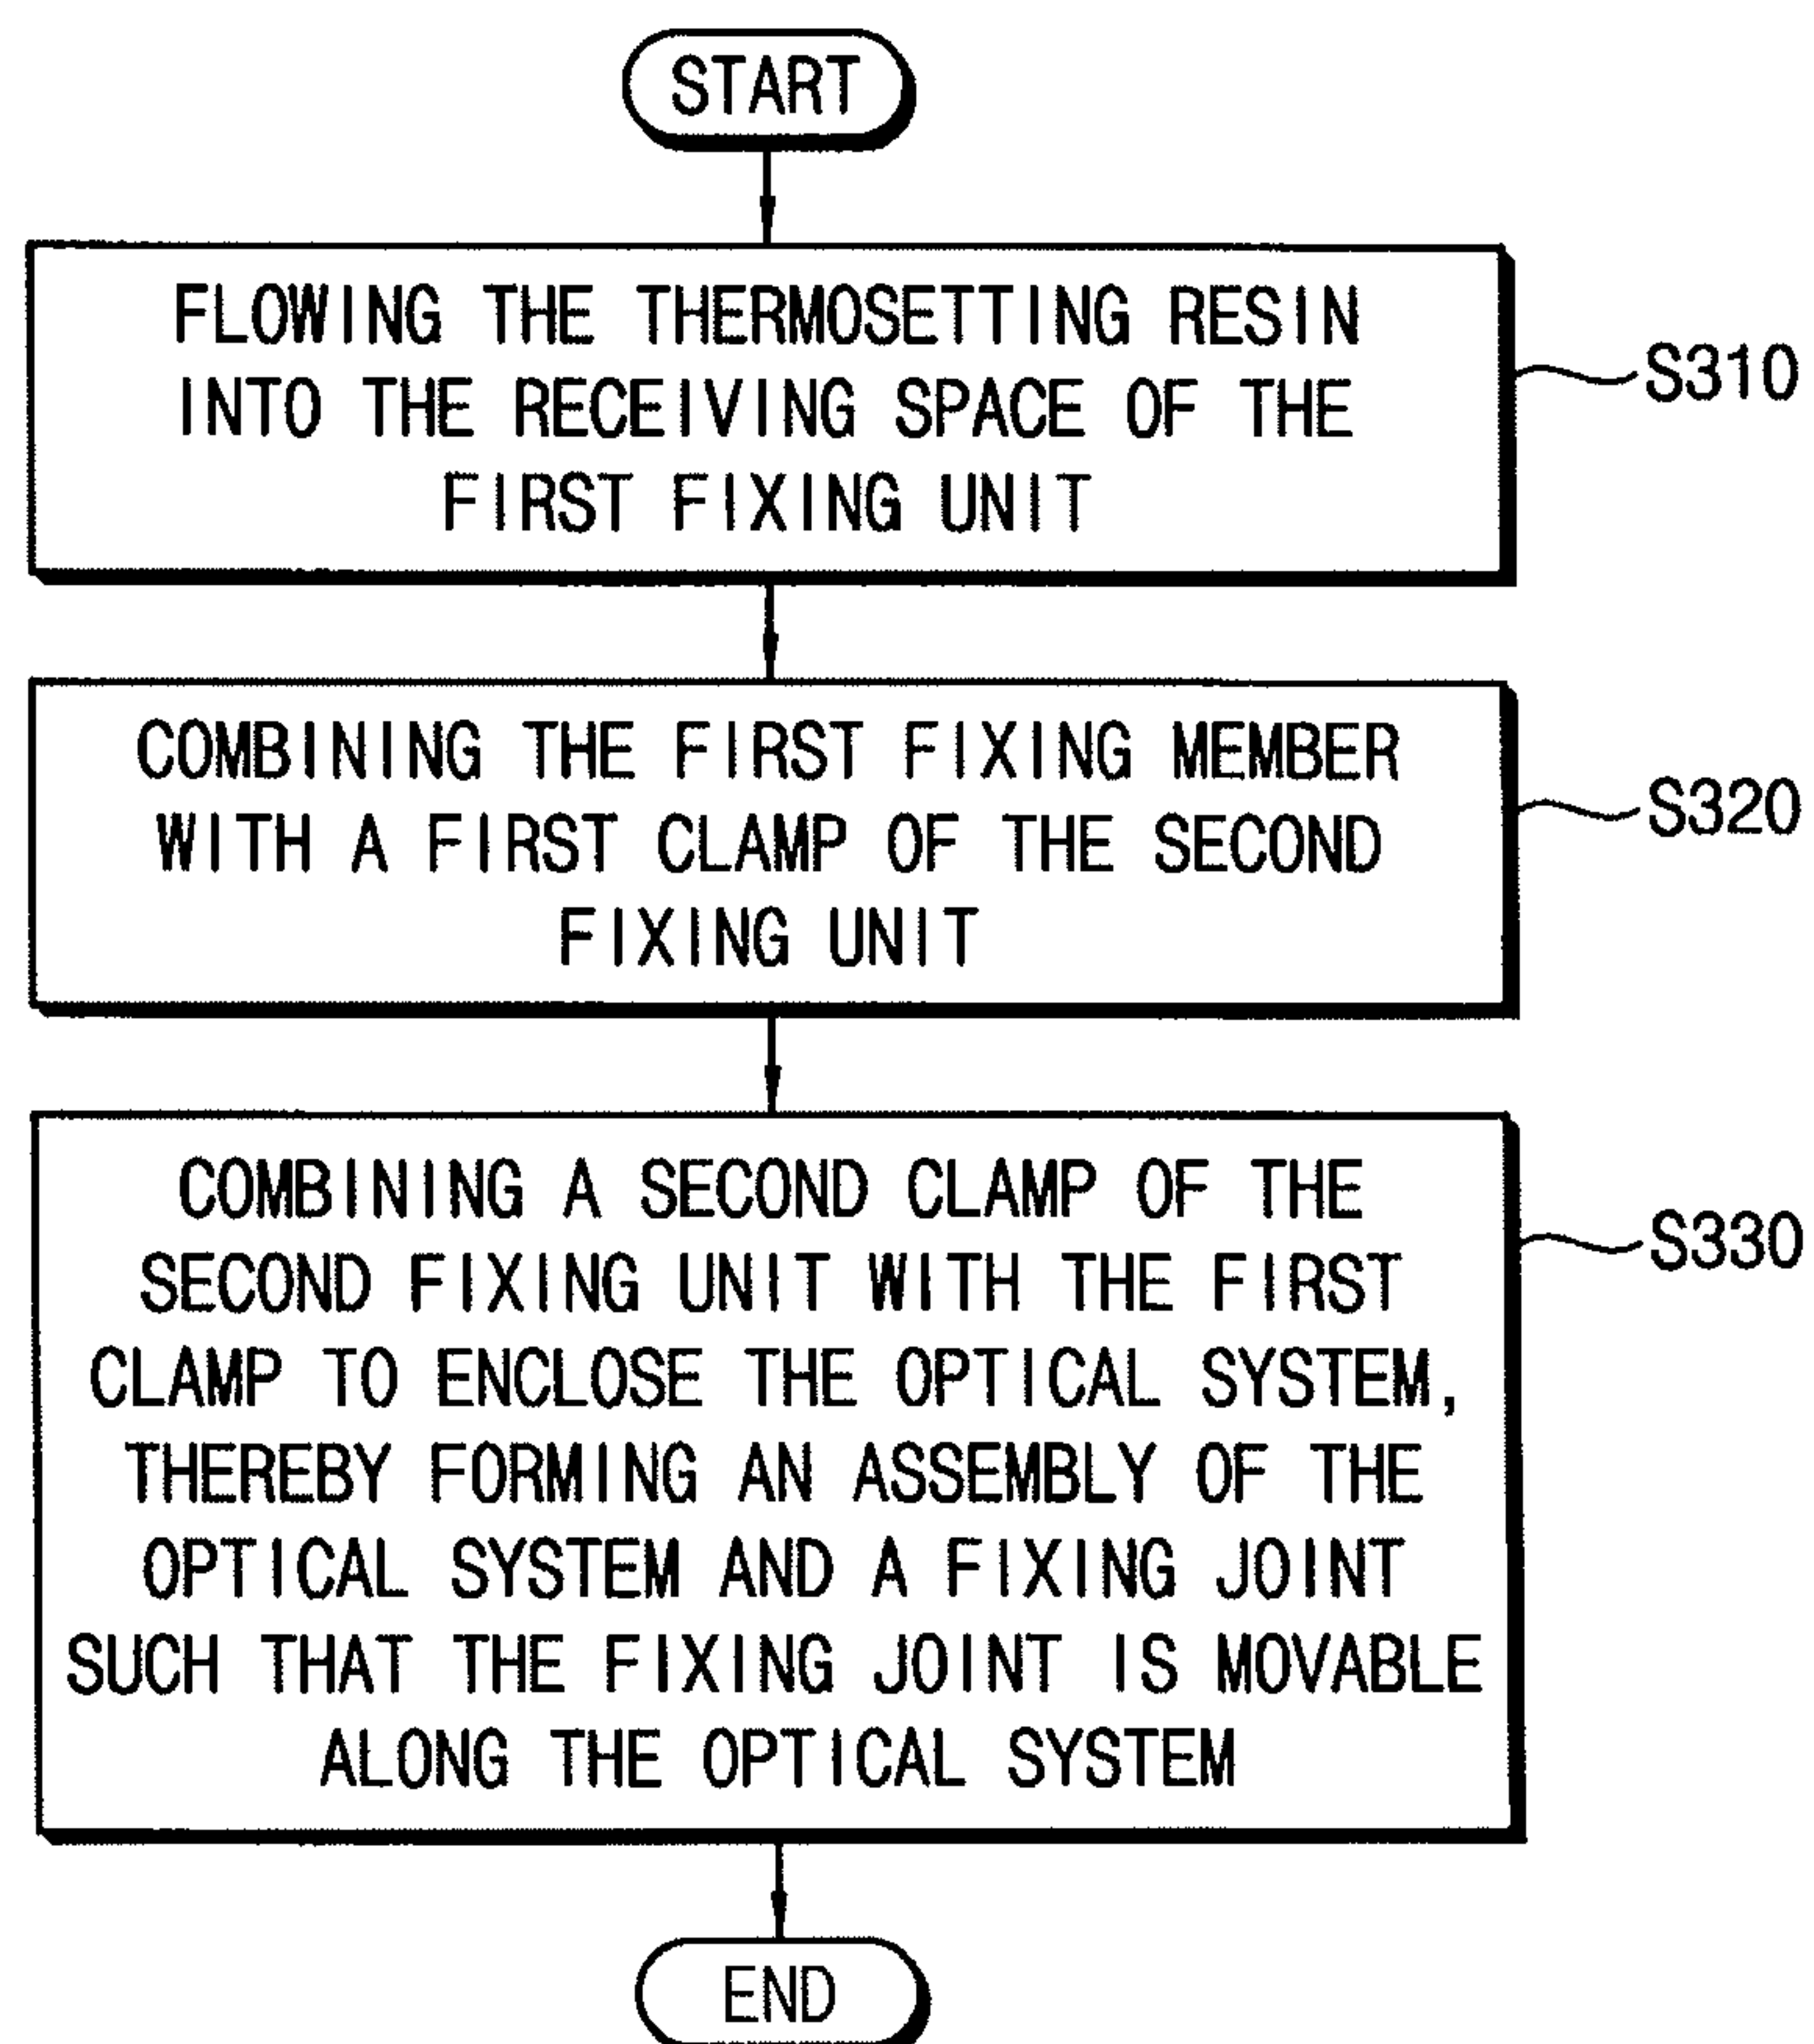 START
FLOWING THE THERMOSETTING RESIN
INTO THE RECEIVING SPACE OF THE
FIRST FIXING UNIT
S310
COMBINING THE FIRST FIXING MEMBER
WITH A FIRST CLAMP OF THE SECOND
FIXING UNIT
S320
COMBINING A SECOND CLAMP OF THE
SECOND FIXING UNIT WITH THE FIRST
CLAMP TO ENCLOSE THE OPTICAL SYSTEM,
THEREBY FORMING AN ASSEMBLY OF THE
OPTICAL SYSTEM AND A FIXING JOINT
SUCH THAT THE FIXING JOINT IS MOVABLE
ALONG THE OPTICAL SYSTEM
S330
END